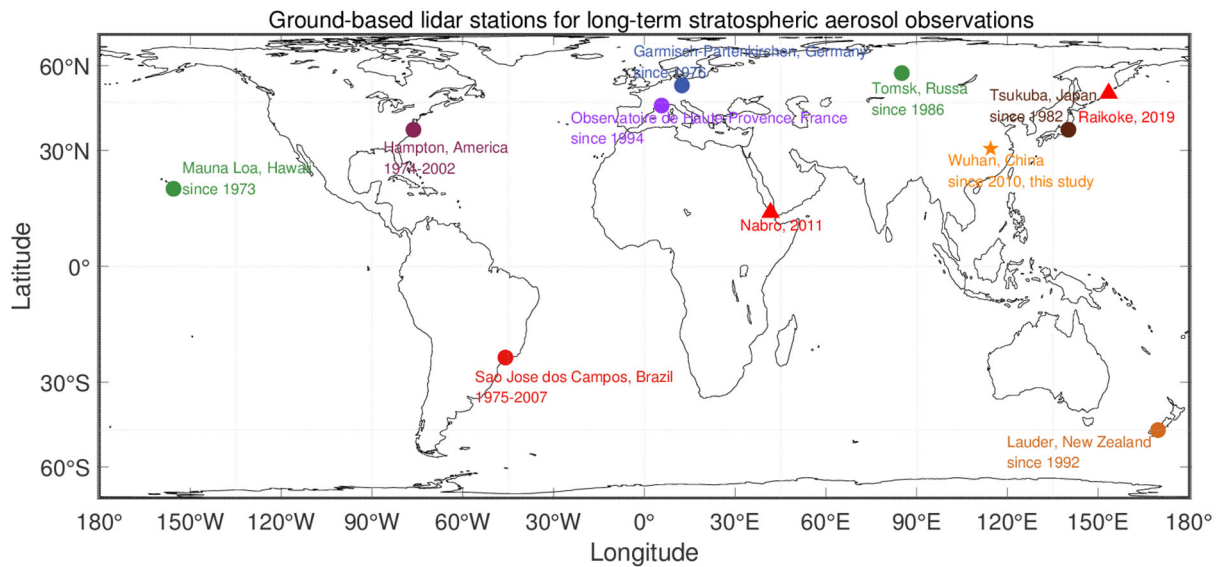 Ground-based lidar stations for long-term stratospheric aerosol observations
Garmisch-Partenkirchen, Germany
since 1976
60°N
Tomsk, Russa
since 1986
Tsukuba, Japan
since 1982
Raikoke, 2019
Observatoire de Haute-Provence, France
since 1994
Hampton, America
1974-2002
30°N
Wuhan, China
since 2010, this study
Mauna Loa, Hawaii
since 1973
Nabro, 2011
0°
Latitude
30°S
Sao Jose dos Campos, Brazil
1975-2007
Lauder, New Zealand
since 1992
60°S
180° 150°W 120°W 90°W 60°W 30°W 0° 30°E 60°E 90°E 120°E 150°E 180°
Longitude